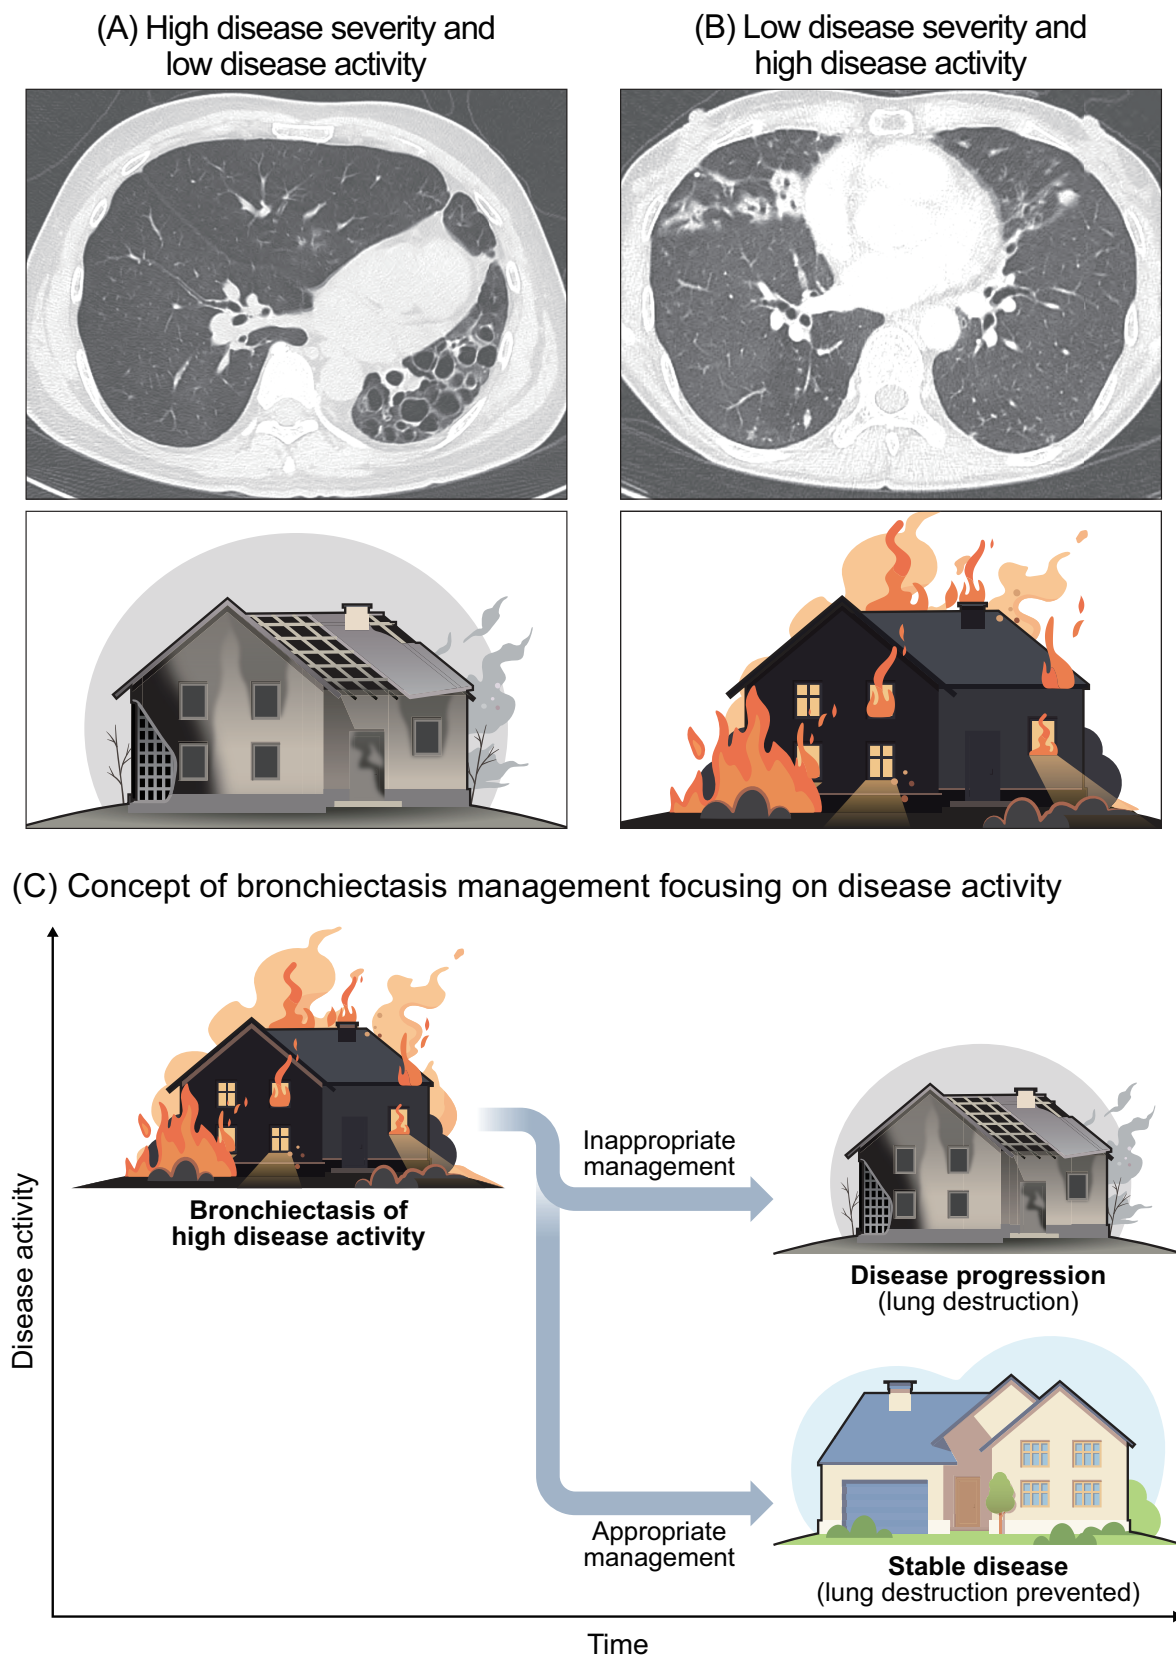 (A) High disease severity and
low disease activity
(B) Low disease severity and
high disease activity
(C) Concept of bronchiectasis management focusing on disease activity
Disease activity
Bronchiectasis of
high disease activity
Inappropriate
management
Disease progression
(lung destruction)
Appropriate
management
Stable disease
(lung destruction prevented)
Time